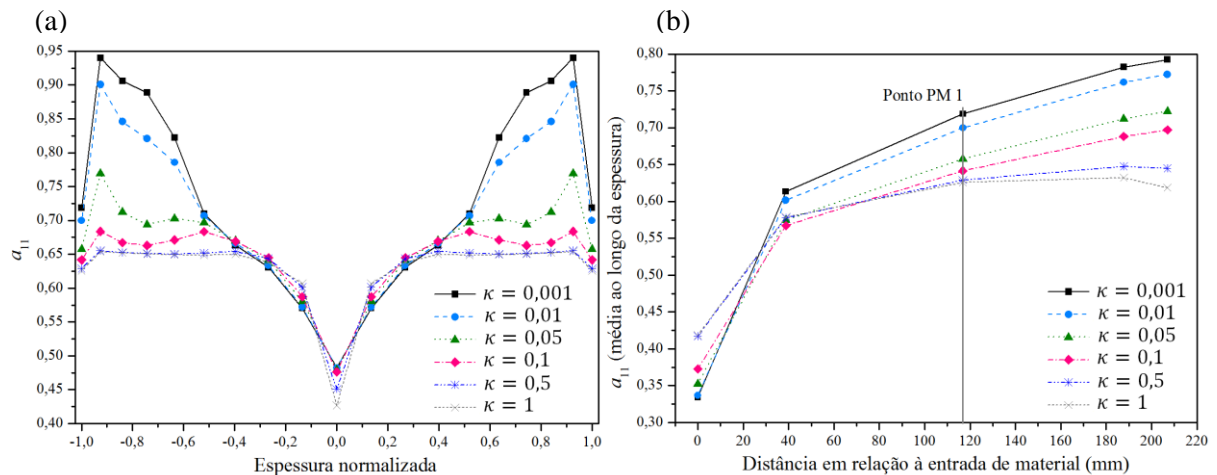 (a)
0,95
0,90
0,85
0,80
0,75
0,70
0,65
0,60
0,55
0,50
0,45
0,40
a₁₁
-1,0 -0,8 -0,6 -0,4 -0,2 0,0 0,2 0,4 0,6 0,8 1,0
Espessura normalizada
κ = 0,001
κ = 0,01
κ = 0,05
κ = 0,1
κ = 0,5
κ = 1
(b)
0,80
0,75
0,70
0,65
0,60
0,55
0,50
0,45
0,40
0,35
0,30
a₁₁ (média ao longo da espessura)
Ponto PM 1
κ = 0,001
κ = 0,01
κ = 0,05
κ = 0,1
κ = 0,5
κ = 1
0 20 40 60 80 100 120 140 160 180 200 220
Distância em relação à entrada de material (mm)